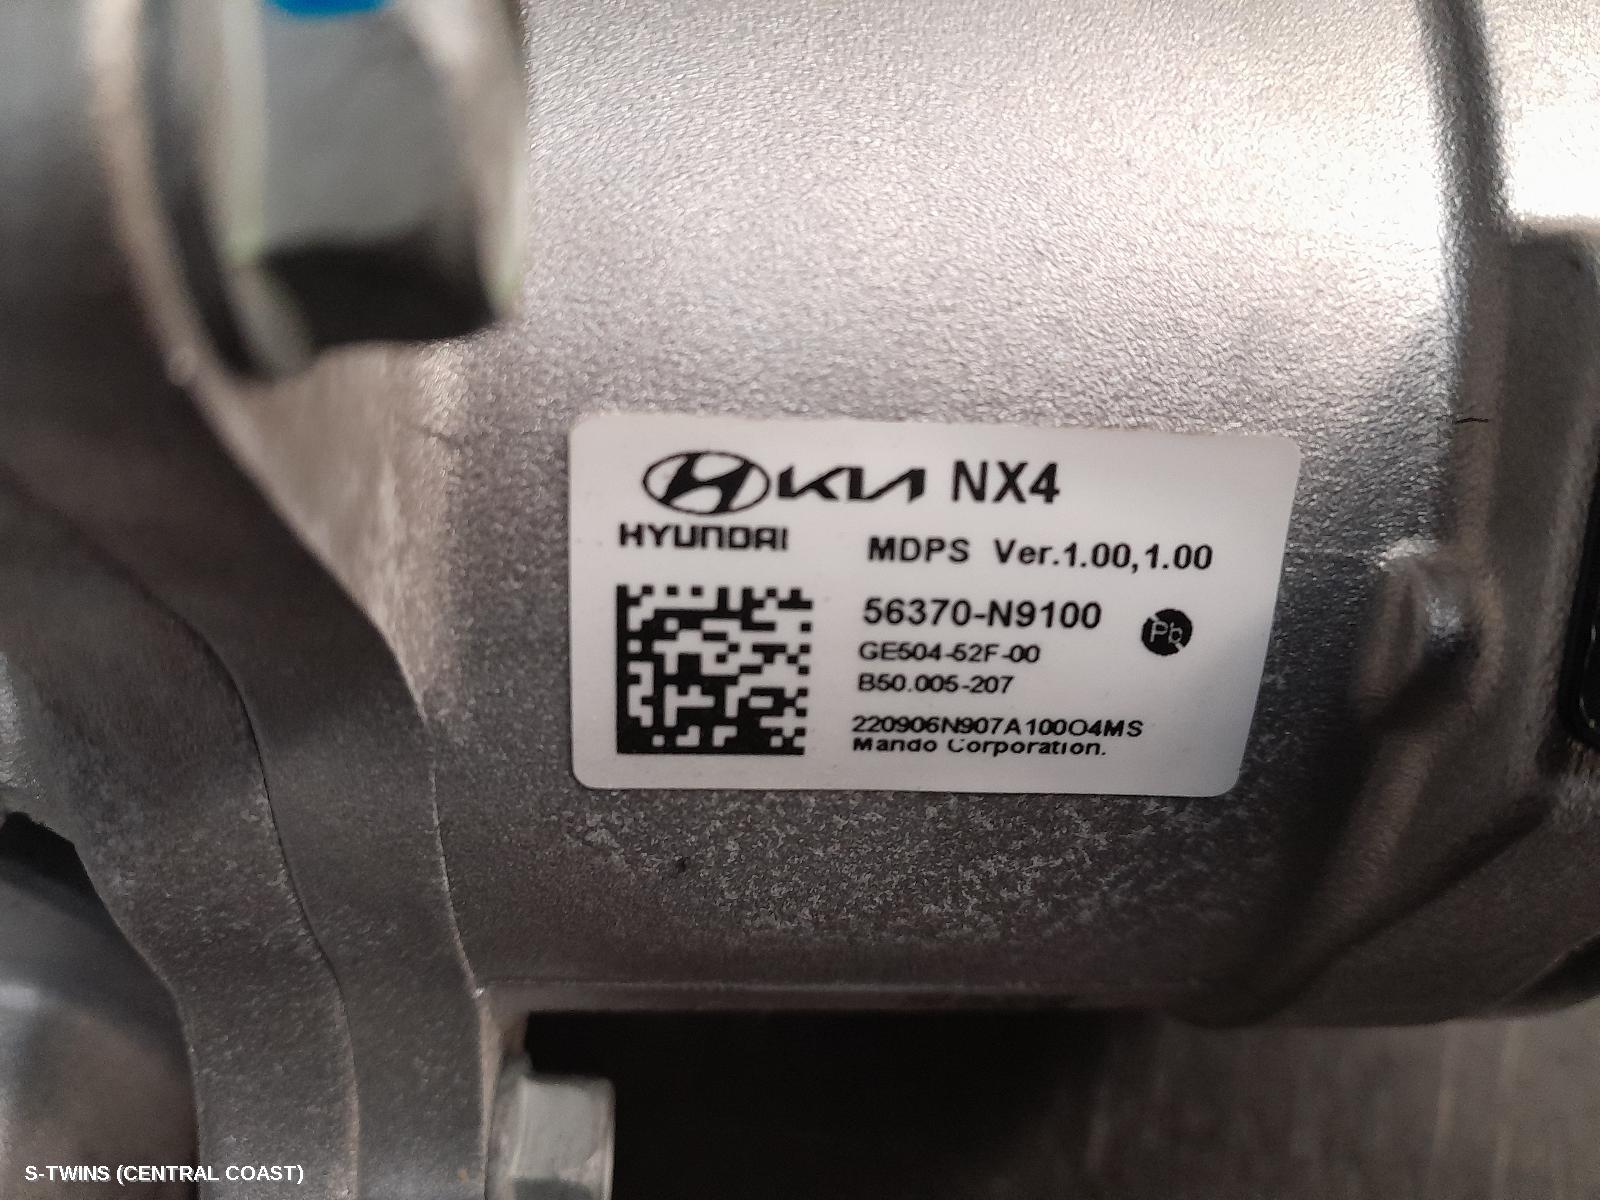 KIA NX4
HYUNDAI
MDPS Ver.1.00,1.00
56370-N9100
Pb
GE504-52F-00
B50.005-207
220906N907A100O4MS
Mando Corporation.
S-TWINS (CENTRAL COAST)